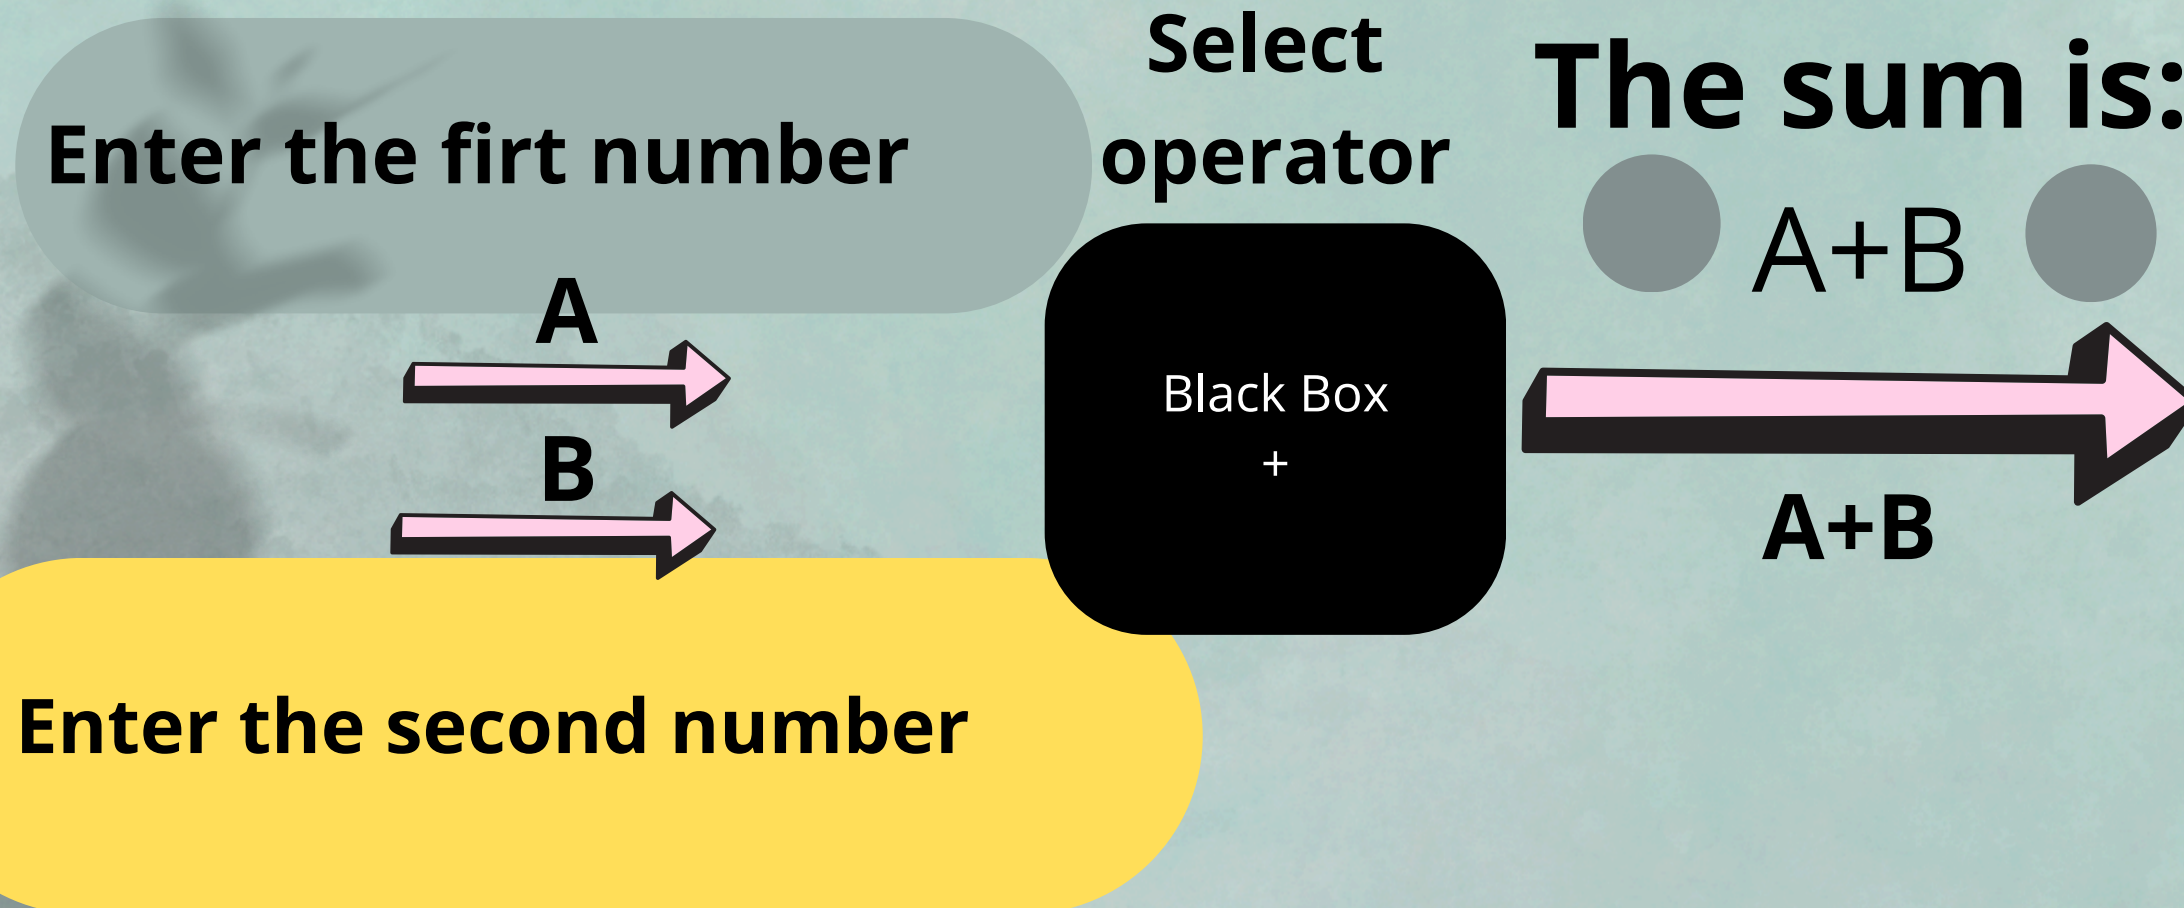 Enter the firt number
A
B
Enter the second number
Select
operator
Black Box
+
The sum is:
A+B
A+B